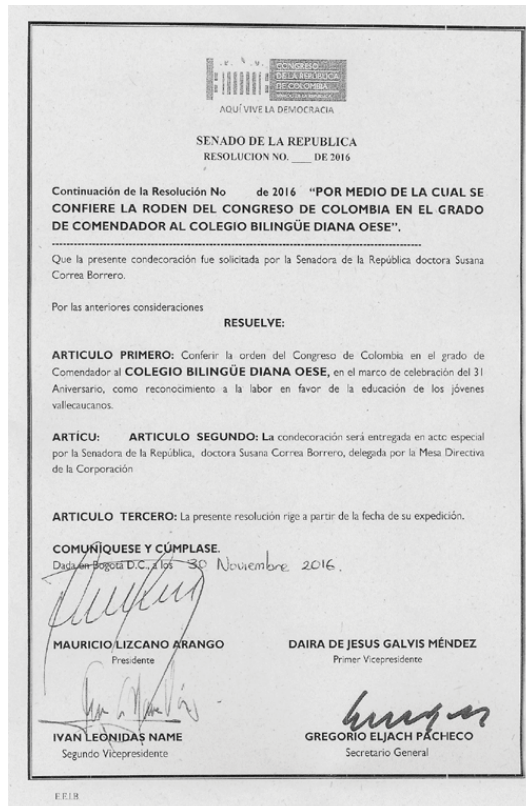 CONGRESO
DE LA REPÚBLICA
DE COLOMBIA
AQUÍ VIVE LA DEMOCRACIA
SENADO DE LA REPUBLICA
RESOLUCION NO. ____ DE 2016
Continuación de la Resolución No de 2016 “POR MEDIO DE LA CUAL SE
CONFIERE LA RODEN DEL CONGRESO DE COLOMBIA EN EL GRADO
DE COMENDADOR AL COLEGIO BILINGÜE DIANA OESE”.
Que la presente condecoración fue solicitada por la Senadora de la República doctora Susana
Correa Borrero.
Por las anteriores consideraciones
RESUELVE:
ARTICULO PRIMERO: Conferir la orden del Congreso de Colombia en el grado de
Comendador al COLEGIO BILINGÜE DIANA OESE, en el marco de celebración del 31
Aniversario, como reconocimiento a la labor en favor de la educación de los jóvenes
vallecaucanos.
ARTÍCU: ARTICULO SEGUNDO: La condecoración será entregada en acto especial
por la Senadora de la República, doctora Susana Correa Borrero, delegada por la Mesa Directiva
de la Corporación
ARTICULO TERCERO: La presente resolución rige a partir de la fecha de su expedición.
COMUNÍQUESE Y CÚMPLASE.
Dada en Bogotá D.C., a los 30 Noviembre 2016.
MAURICIO LIZCANO ARANGO DAIRA DE JESUS GALVIS MÉNDEZ
Presidente Primer Vicepresidente
IVAN LEONIDAS NAME GREGORIO ELJACH PACHECO
Segundo Vicepresidente Secretario General